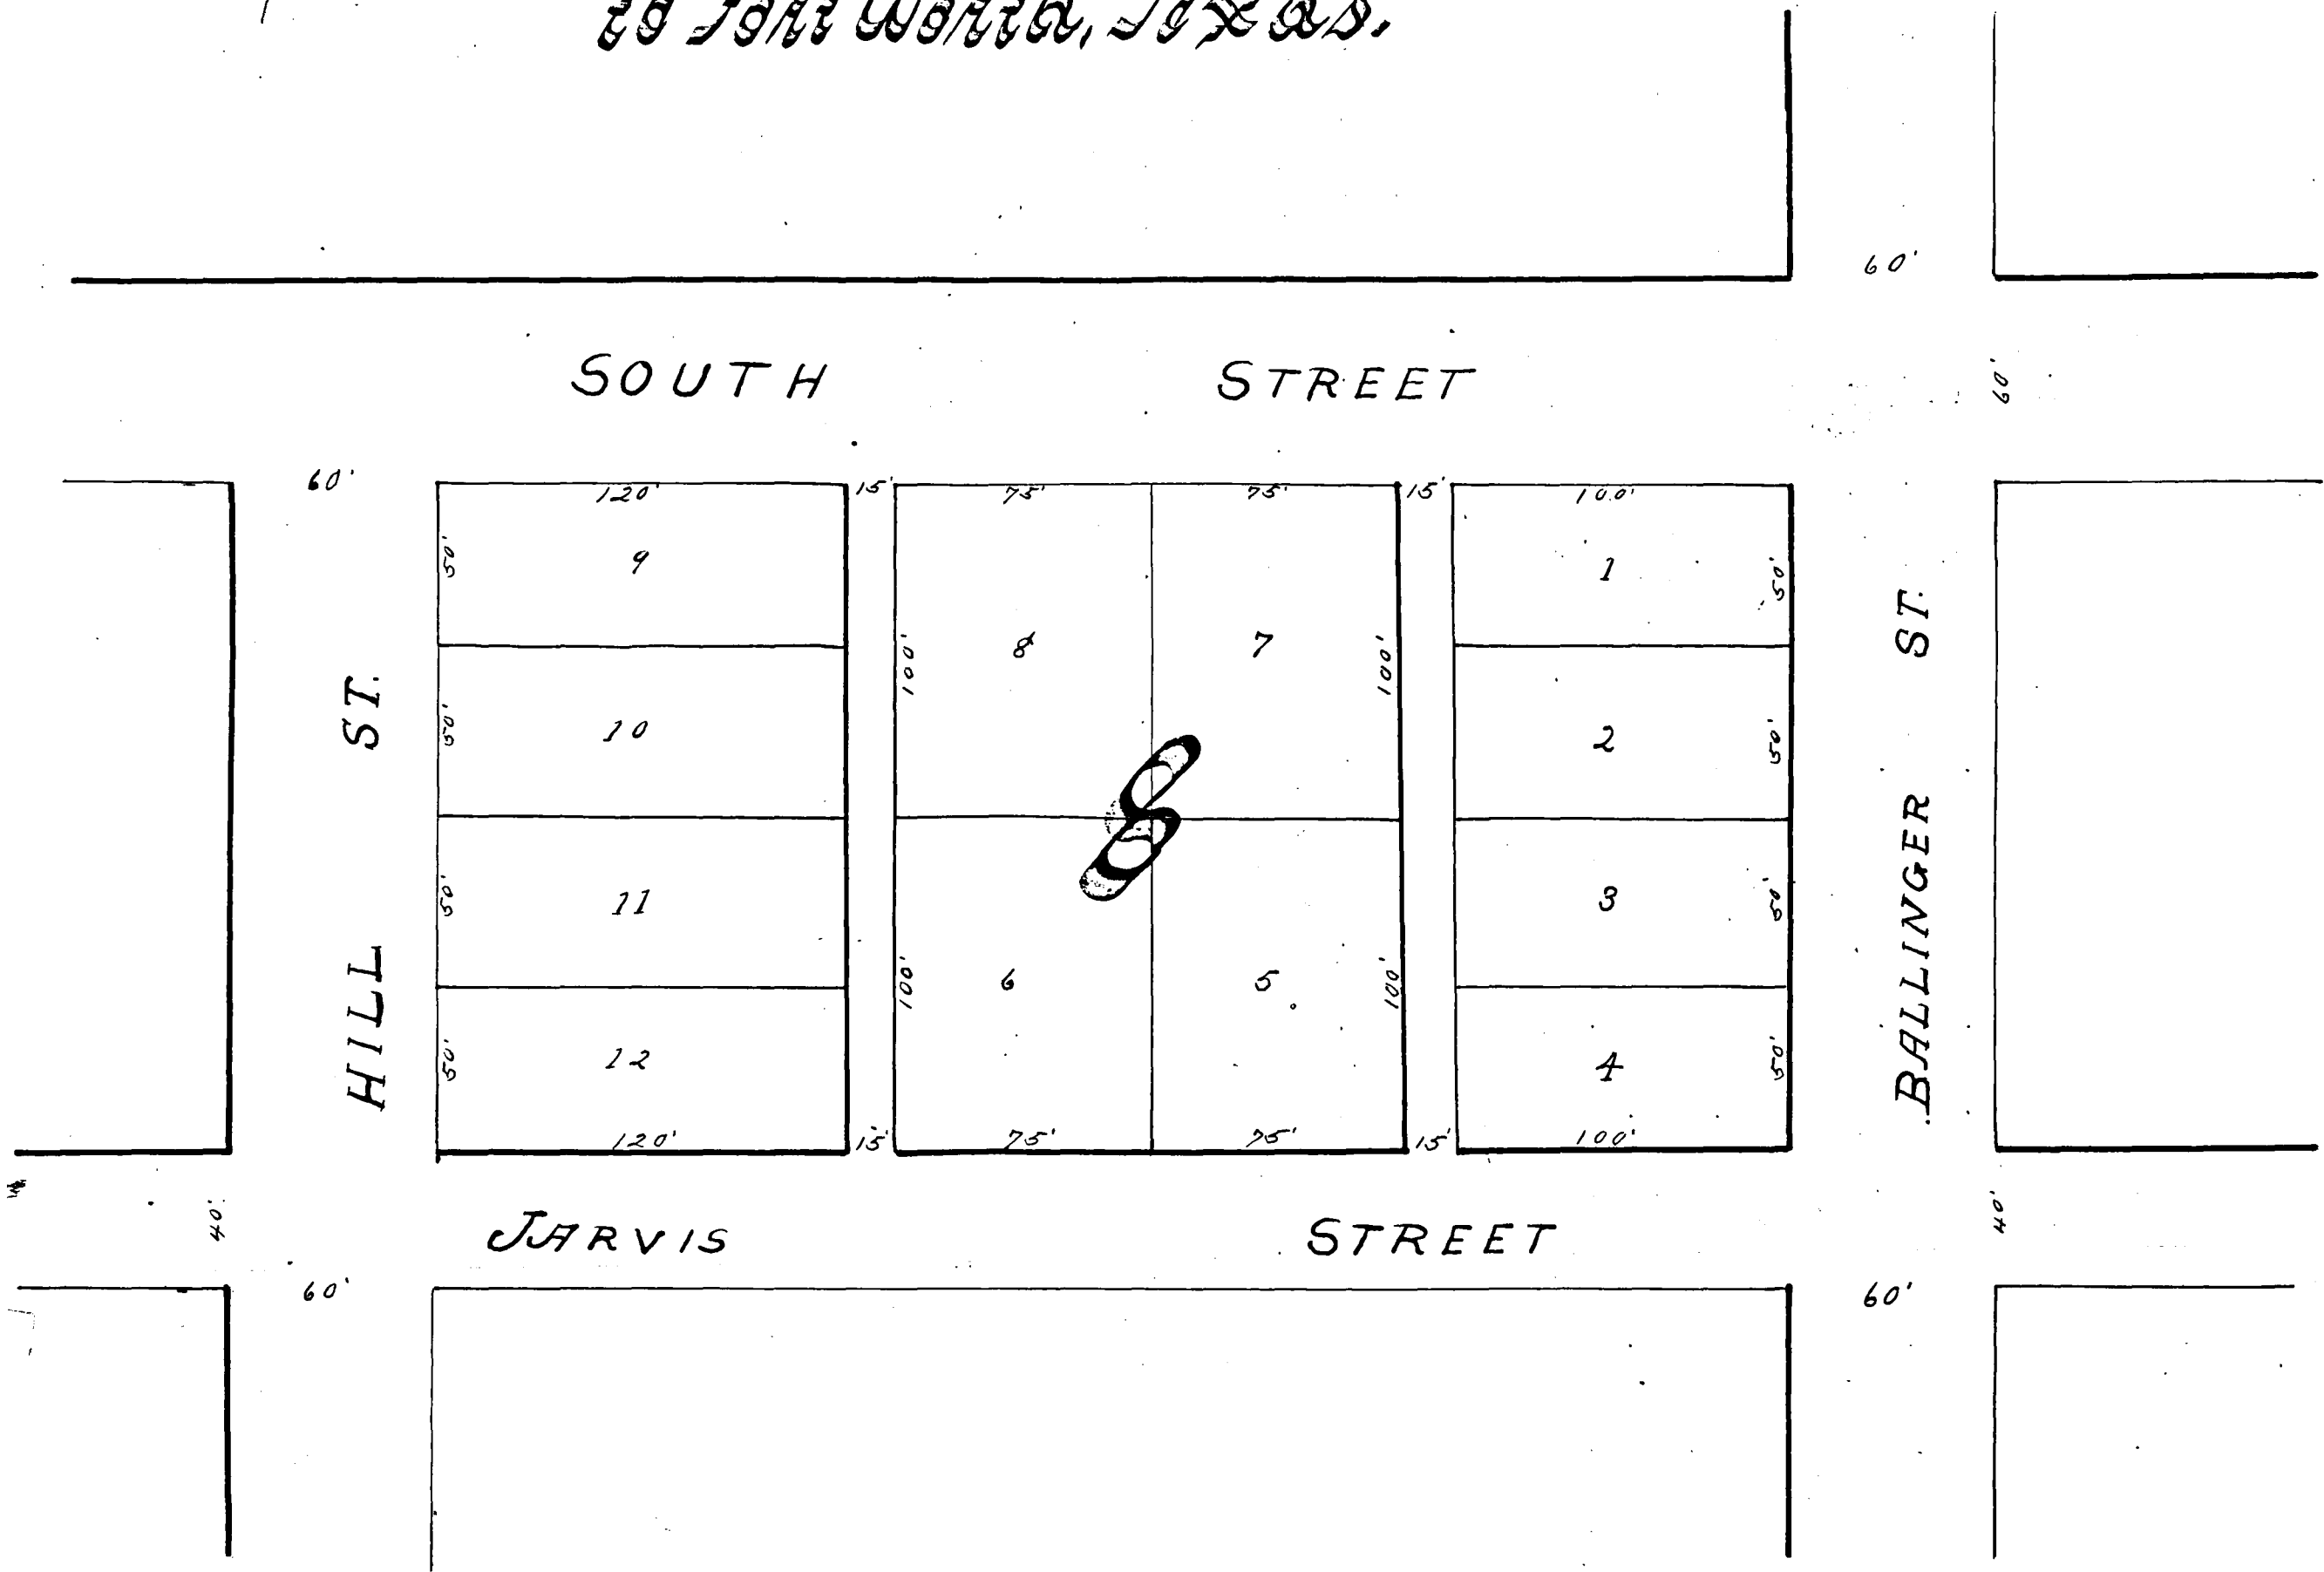 to Fort Worth, Texas.
60'
SOUTH STREET
60'
60'
120' 15' 75' 75' 15' 100'
50' 9
8 7
1 50'
100' 100'
HILL ST.
50' 10
2 50'
8
BALLINGER ST.
50' 11
3 50'
100' 6 5 100'
50' 12
4 50'
120' 15' 75' 75' 15' 100'
40' JARVIS STREET 40'
60' 60'